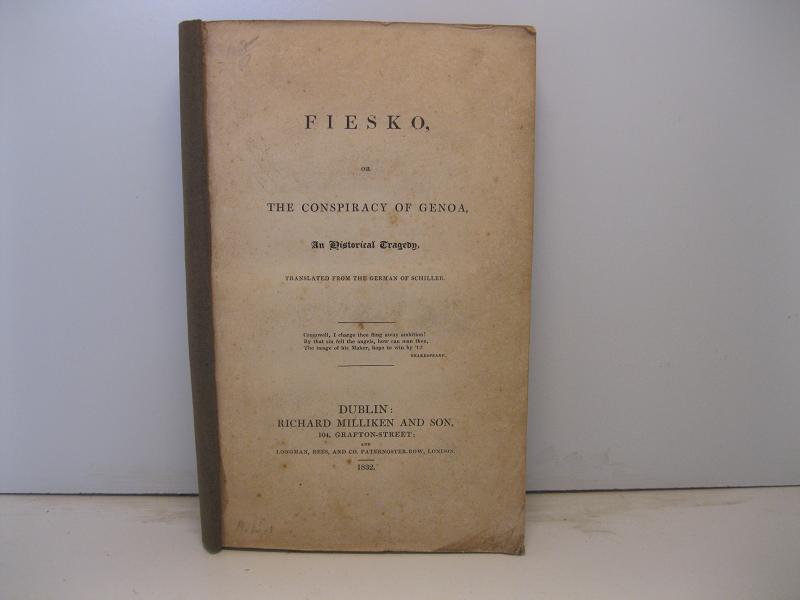 FIESKO,
OR
THE CONSPIRACY OF GENOA,
An Historical Tragedy.
TRANSLATED FROM THE GERMAN OF SCHILLER.
Cromwell, I charge thee fling away ambition!
By that sin fell the angels, how can man then,
The image of his Maker, hope to win by 't?
SHAKESPEARE.
DUBLIN:
RICHARD MILLIKEN AND SON,
104, GRAFTON-STREET;
AND
LONGMAN, REES, AND CO. PATERNOSTER-ROW, LONDON.
1832.